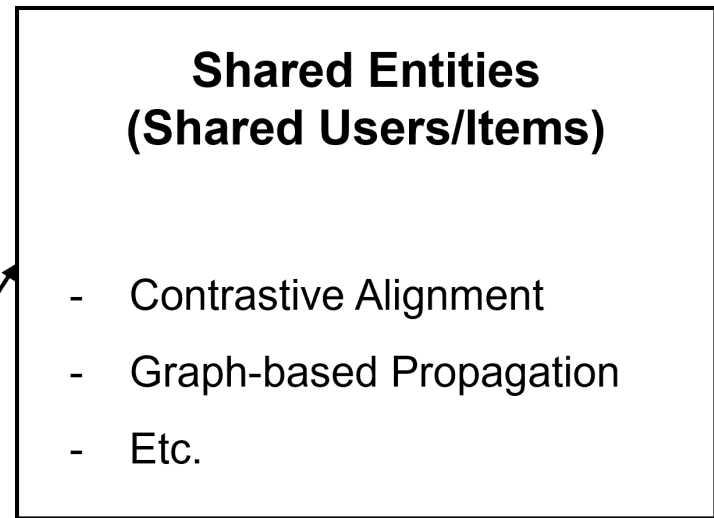 Shared Entities
(Shared Users/Items)
- Contrastive Alignment
- Graph-based Propagation
- Etc.